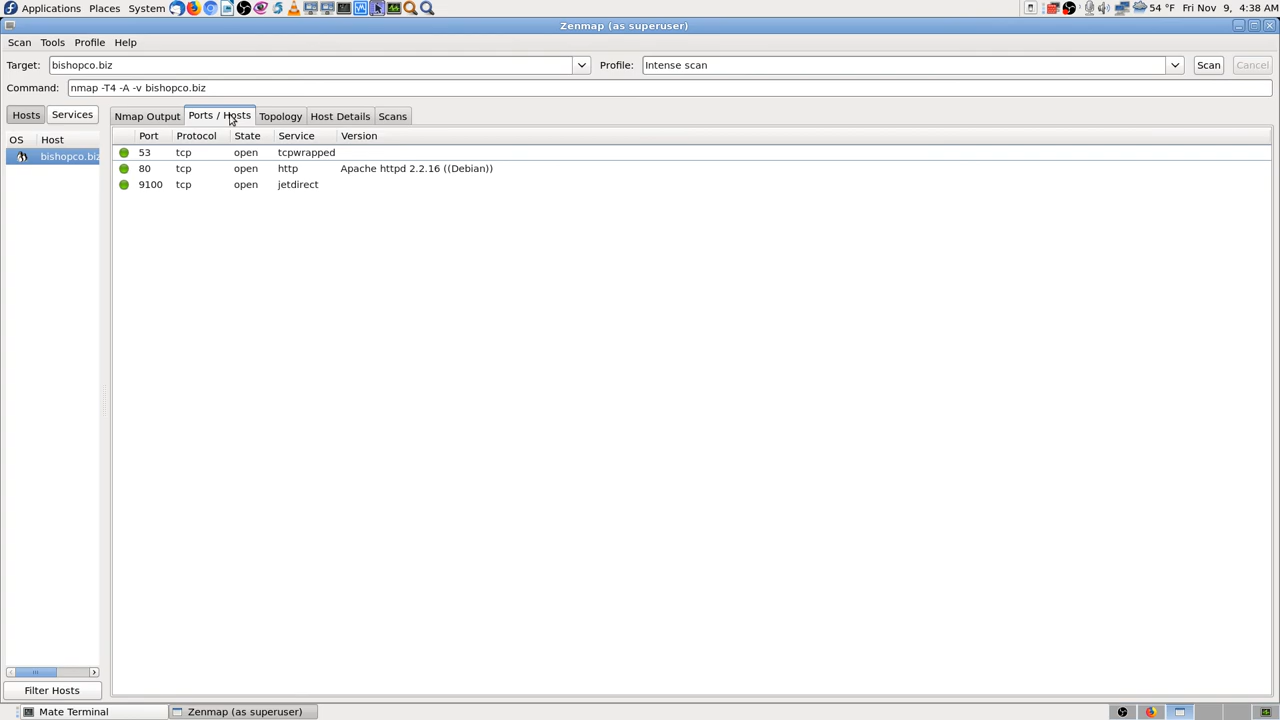 Applications Places System 54 °F Fri Nov 9, 4:38 AM
Zenmap (as superuser)
Scan Tools Profile Help
Target: bishopco.biz Profile: Intense scan Scan Cancel
Command: nmap -T4 -A -v bishopco.biz
Hosts Services Nmap Output Ports / Hosts Topology Host Details Scans
OS Host Port Protocol State Service Version
bishopco.biz 53 tcp open tcpwrapped
80 tcp open http Apache httpd 2.2.16 ((Debian))
9100 tcp open jetdirect
Filter Hosts
Mate Terminal Zenmap (as superuser)